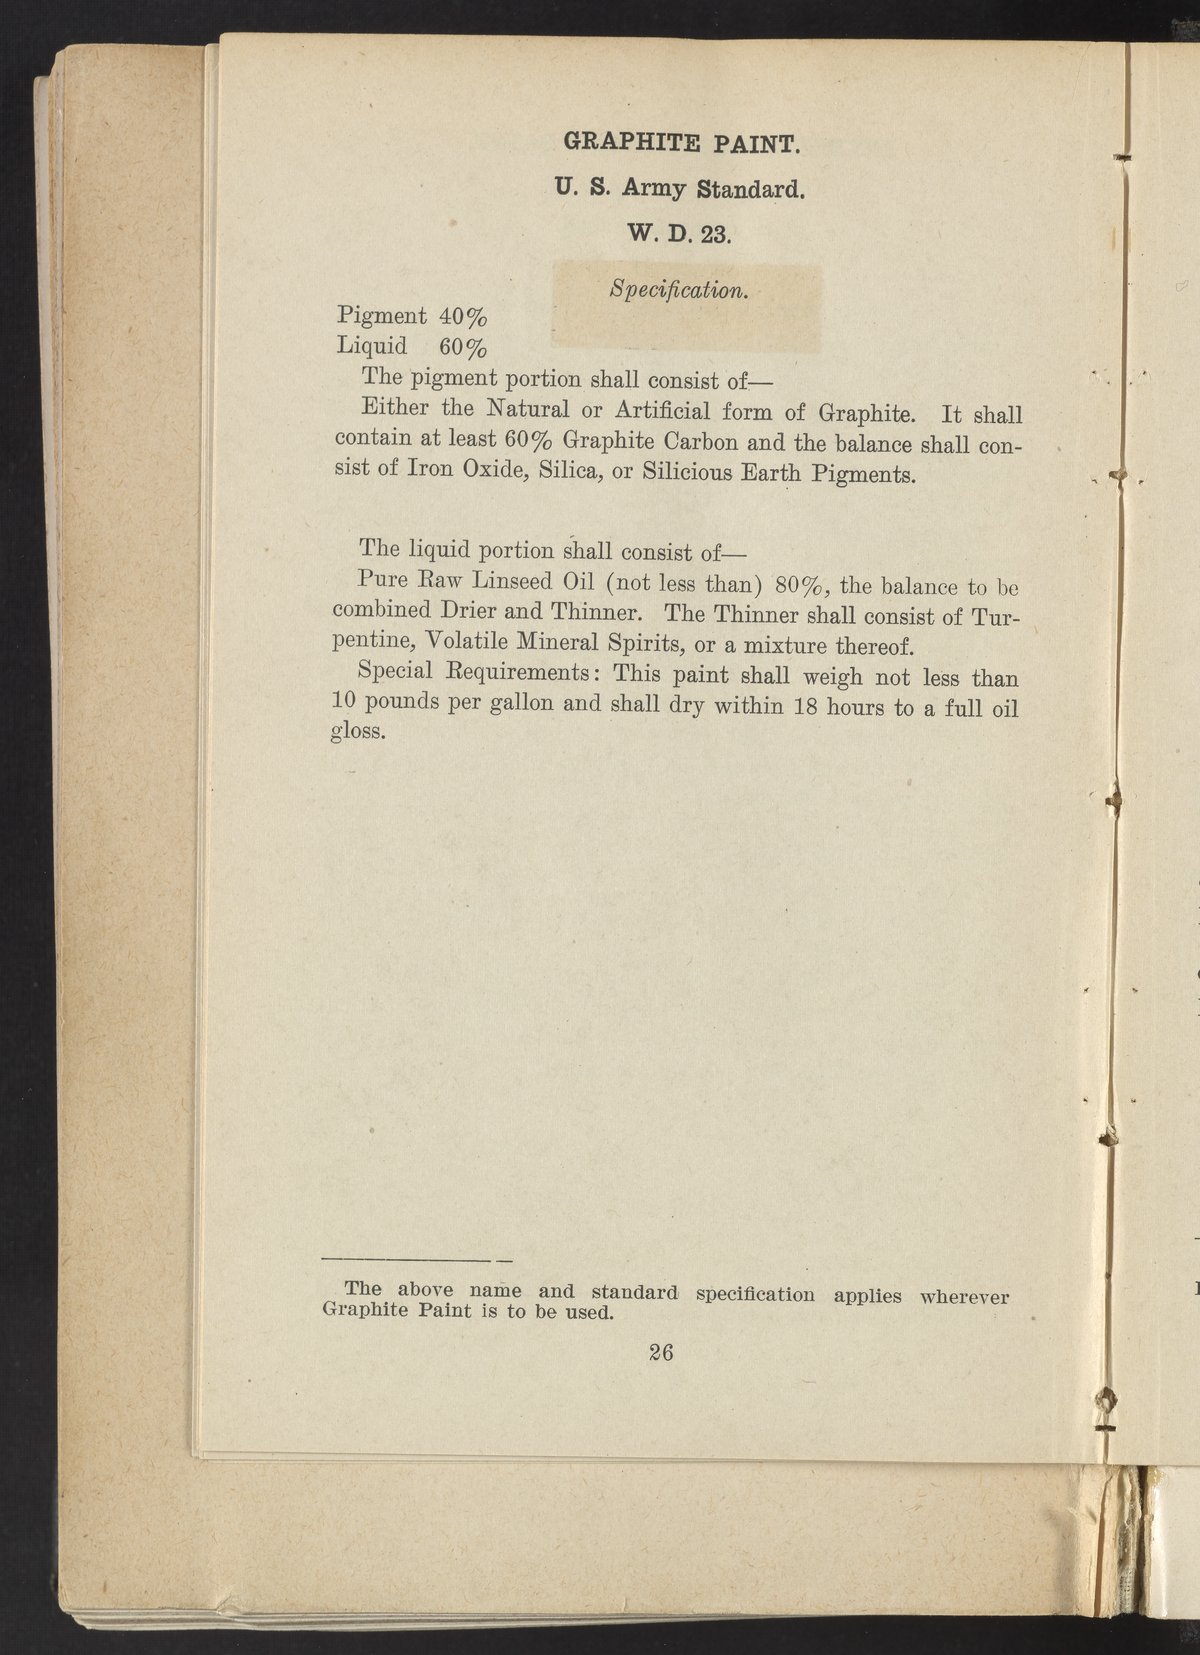 GRAPHITE PAINT.
U. S. Army Standard.
W. D. 23.
Specification.
Pigment 40%
Liquid 60%
The pigment portion shall consist of—
Either the Natural or Artificial form of Graphite. It shall
contain at least 60% Graphite Carbon and the balance shall con-
sist of Iron Oxide, Silica, or Silicious Earth Pigments.
The liquid portion shall consist of—
Pure Raw Linseed Oil (not less than) 80%, the balance to be
combined Drier and Thinner. The Thinner shall consist of Tur-
pentine, Volatile Mineral Spirits, or a mixture thereof.
Special Requirements: This paint shall weigh not less than
10 pounds per gallon and shall dry within 18 hours to a full oil
gloss.
The above name and standard specification applies wherever
Graphite Paint is to be used.
26